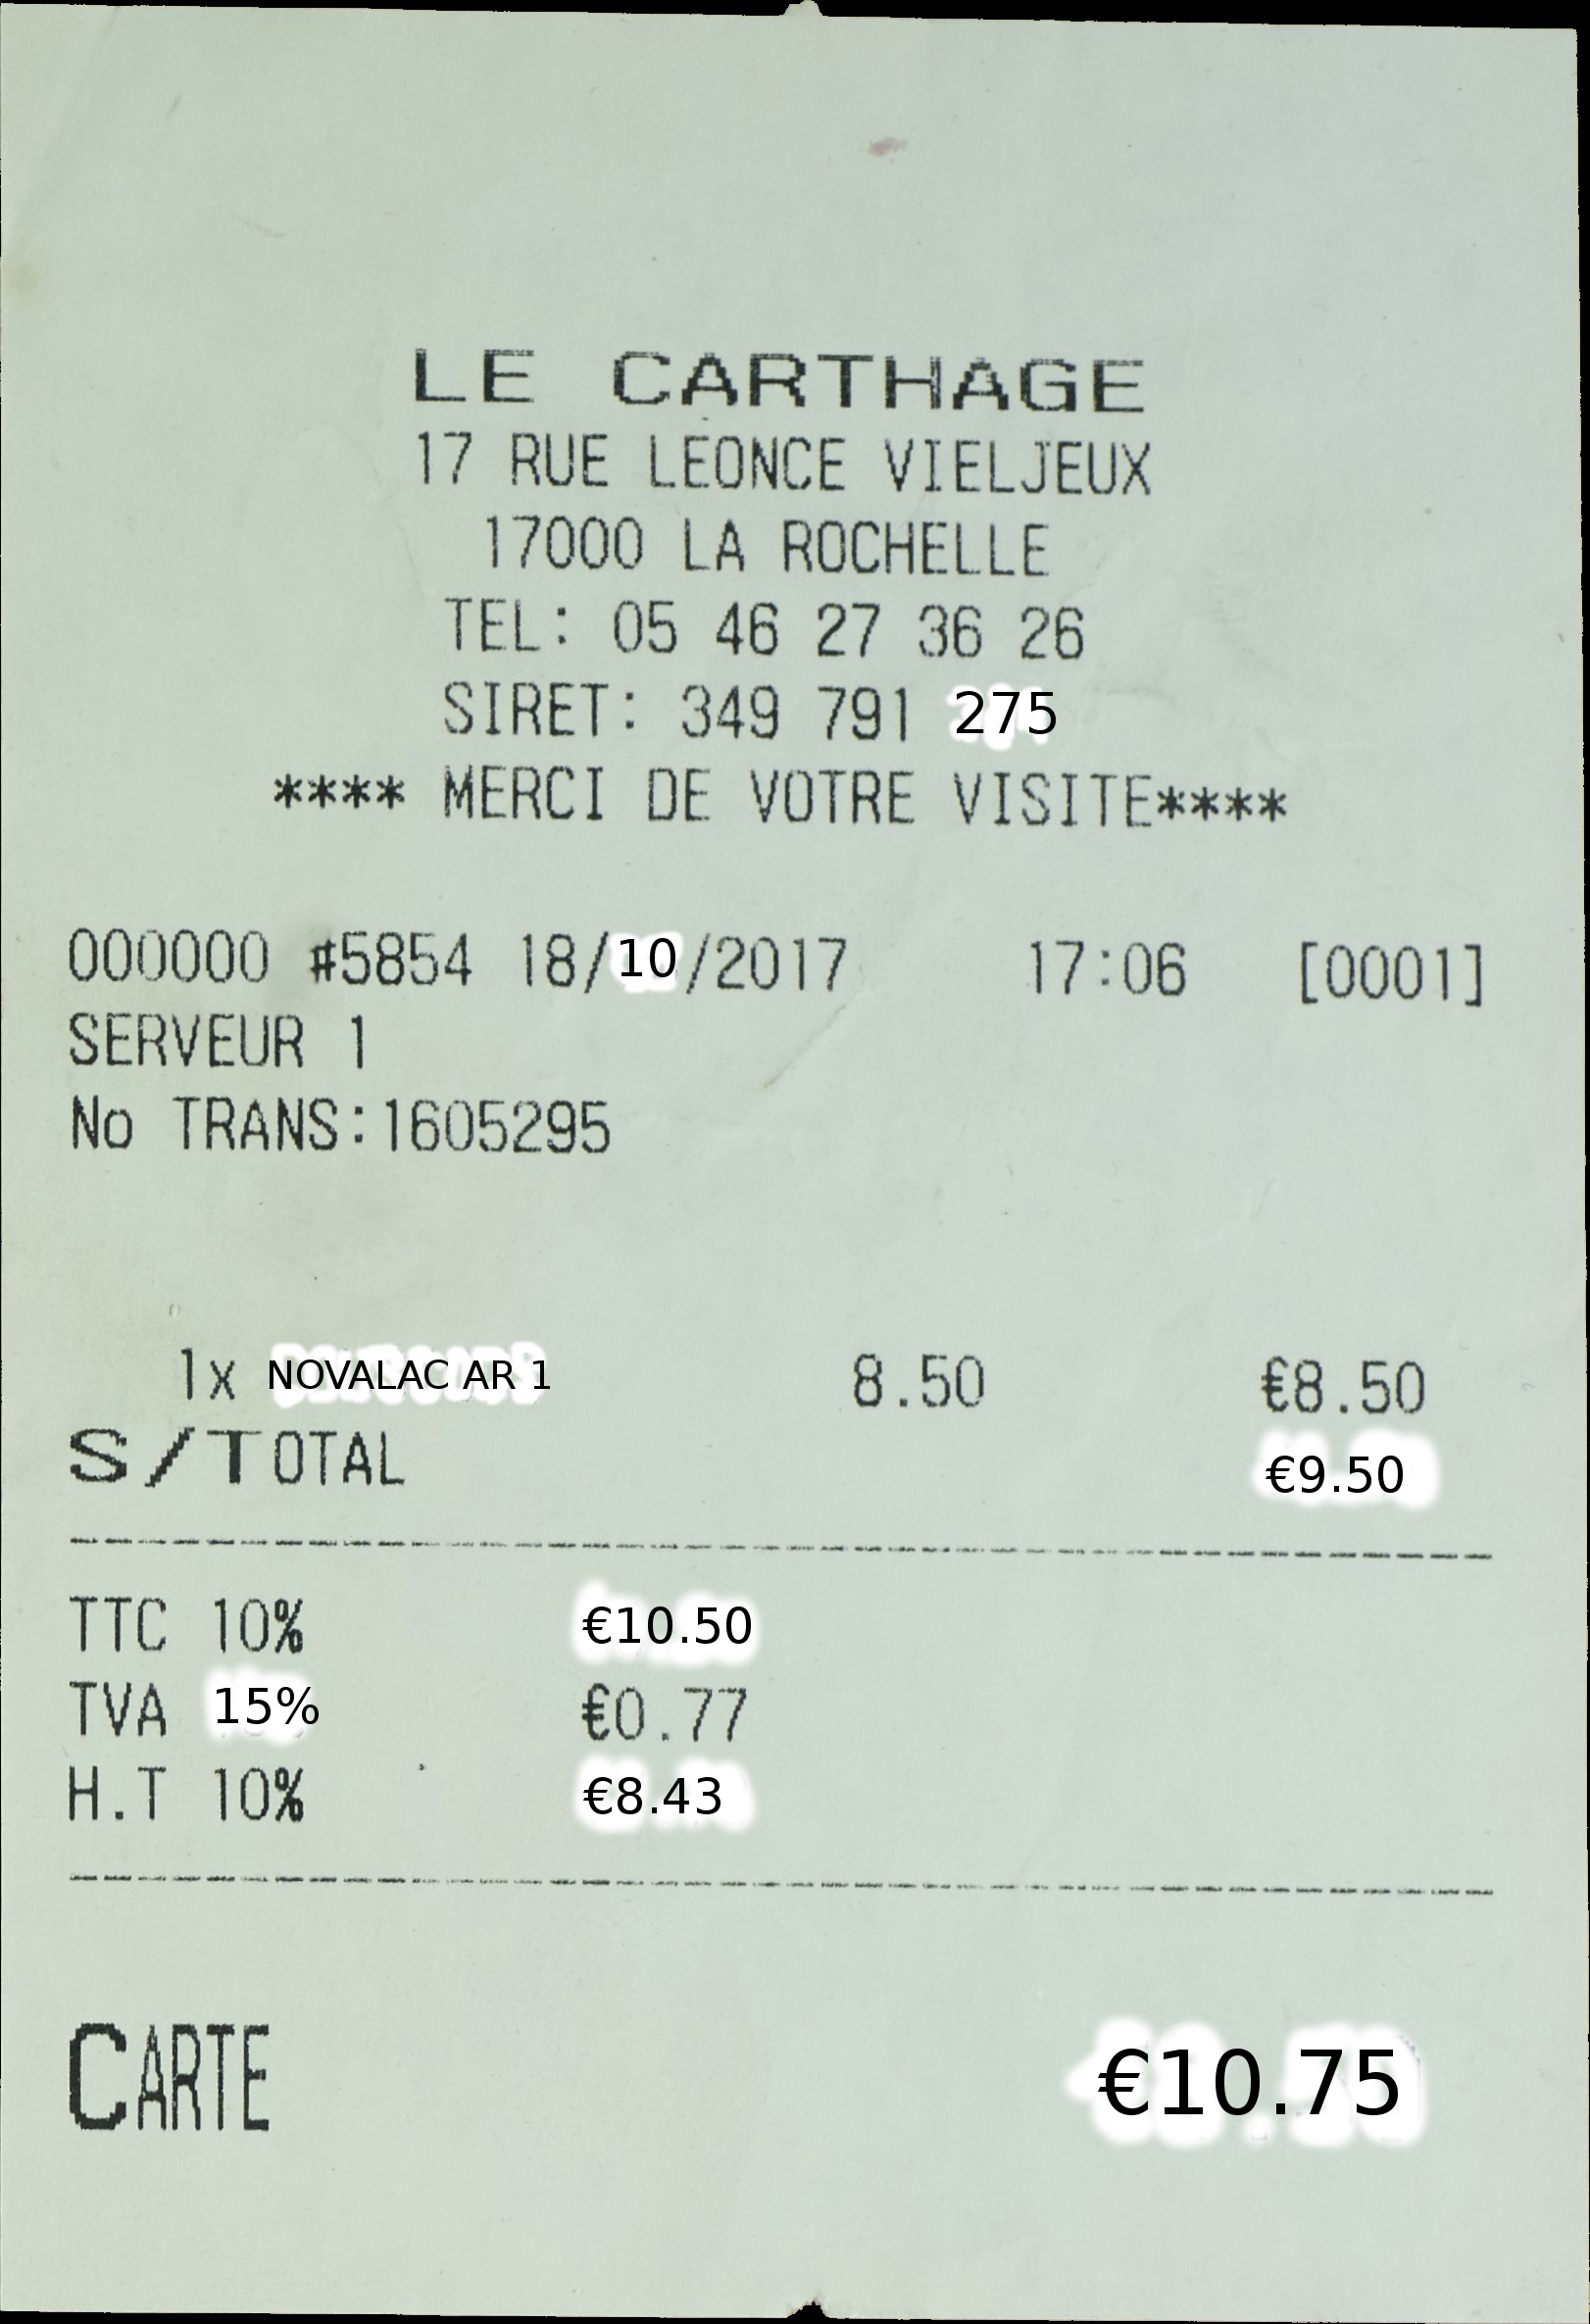 LE CARTHAGE
17 RUE LEONCE VIELJEUX
17000 LA ROCHELLE
TEL: 05 46 27 36 26
SIRET: 349 791 275
**** MERCI DE VOTRE VISITE****
000000 #5854 18/10/2017 17:06 [0001]
SERVEUR 1
No TRANS:1605295
1x NOVALAC AR 1 8.50 €8.50
S/TOTAL €9.50
TTC 10% €10.50
TVA 15% €0.77
H.T 10% €8.43
CARTE €10.75